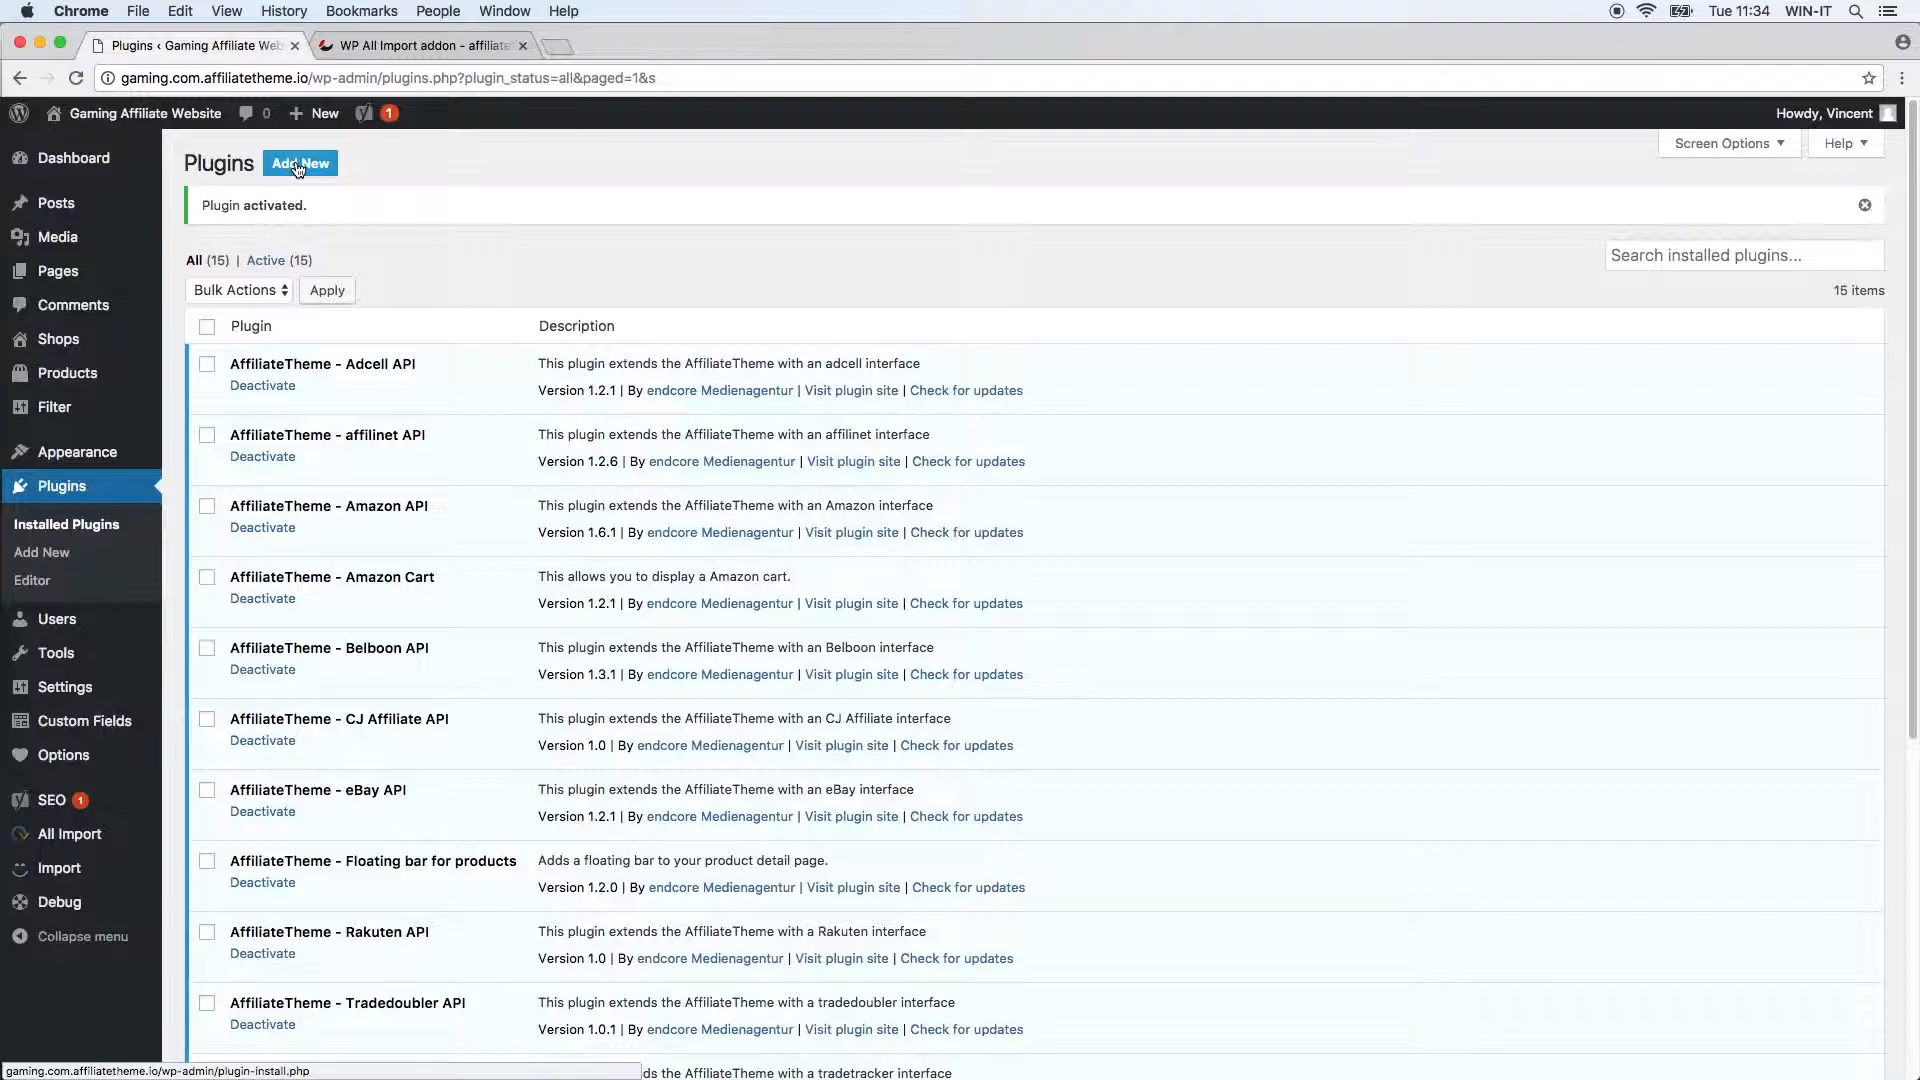 Chrome File Edit View History Bookmarks People Window Help Tue 11:34 WIN-IT
Plugins ‹ Gaming Affiliate Web WP All Import addon - affiliate
gaming.com.affiliatetheme.io/wp-admin/plugins.php?plugin_status=all&paged=1&s
Gaming Affiliate Website 0 New 1 Howdy, Vincent
Screen Options Help
Plugins Add New
Plugin activated.
All (15) | Active (15)
Search installed plugins...
Bulk Actions Apply 15 items
Plugin Description
AffiliateTheme - Adcell API This plugin extends the AffiliateTheme with an adcell interface
Deactivate Version 1.2.1 | By endcore Medienagentur | Visit plugin site | Check for updates
AffiliateTheme - affilinet API This plugin extends the AffiliateTheme with an affilinet interface
Deactivate Version 1.2.6 | By endcore Medienagentur | Visit plugin site | Check for updates
AffiliateTheme - Amazon API This plugin extends the AffiliateTheme with an Amazon interface
Deactivate Version 1.6.1 | By endcore Medienagentur | Visit plugin site | Check for updates
AffiliateTheme - Amazon Cart This allows you to display a Amazon cart.
Deactivate Version 1.2.1 | By endcore Medienagentur | Visit plugin site | Check for updates
AffiliateTheme - Belboon API This plugin extends the AffiliateTheme with an Belboon interface
Deactivate Version 1.3.1 | By endcore Medienagentur | Visit plugin site | Check for updates
AffiliateTheme - CJ Affiliate API This plugin extends the AffiliateTheme with an CJ Affiliate interface
Deactivate Version 1.0 | By endcore Medienagentur | Visit plugin site | Check for updates
AffiliateTheme - eBay API This plugin extends the AffiliateTheme with an eBay interface
Deactivate Version 1.2.1 | By endcore Medienagentur | Visit plugin site | Check for updates
AffiliateTheme - Floating bar for products Adds a floating bar to your product detail page.
Deactivate Version 1.2.0 | By endcore Medienagentur | Visit plugin site | Check for updates
AffiliateTheme - Rakuten API This plugin extends the AffiliateTheme with a Rakuten interface
Deactivate Version 1.0 | By endcore Medienagentur | Visit plugin site | Check for updates
AffiliateTheme - Tradedoubler API This plugin extends the AffiliateTheme with a tradedoubler interface
Deactivate Version 1.0.1 | By endcore Medienagentur | Visit plugin site | Check for updates
ds the AffiliateTheme with a tradetracker interface
Dashboard
Posts
Media
Pages
Comments
Shops
Products
Filter
Appearance
Plugins
Installed Plugins
Add New
Editor
Users
Tools
Settings
Custom Fields
Options
SEO 1
All Import
Import
Debug
Collapse menu
gaming.com.affiliatetheme.io/wp-admin/plugin-install.php